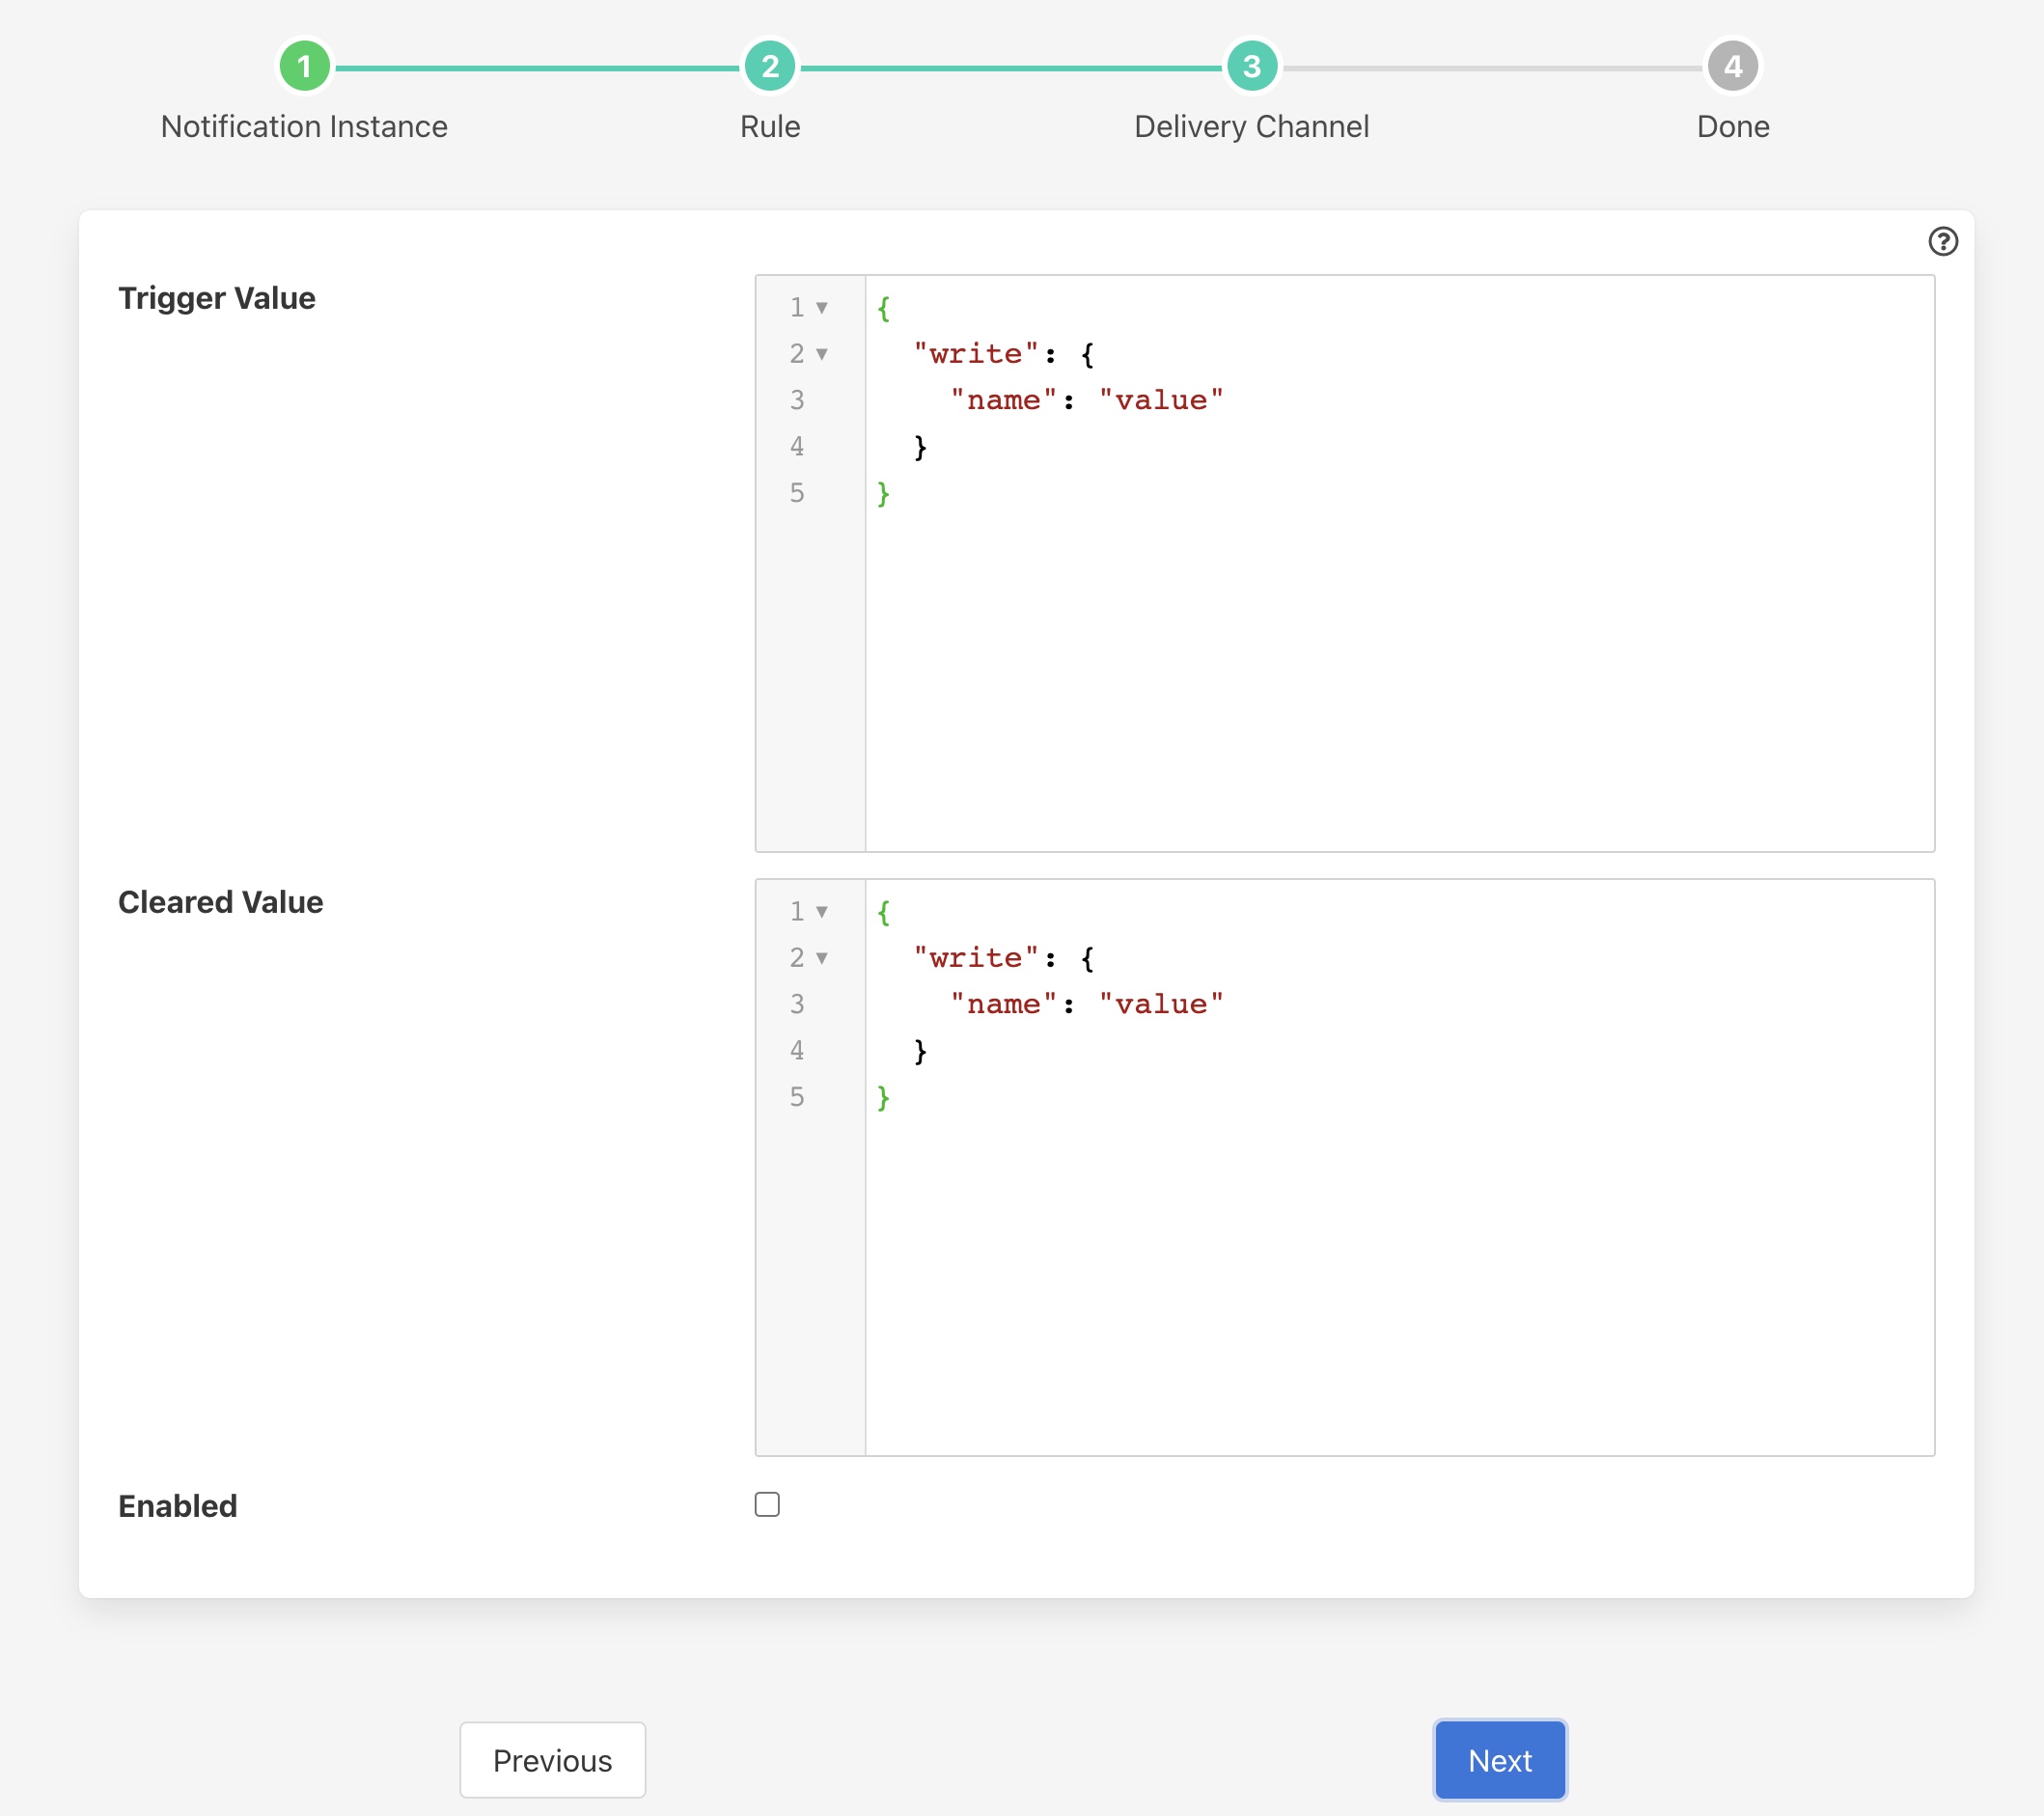 1 2 3 4
Notification Instance Rule Delivery Channel Done
Trigger Value
1 {
2 "write": {
3 "name": "value"
4 }
5 }
Cleared Value
1 {
2 "write": {
3 "name": "value"
4 }
5 }
Enabled
Previous Next